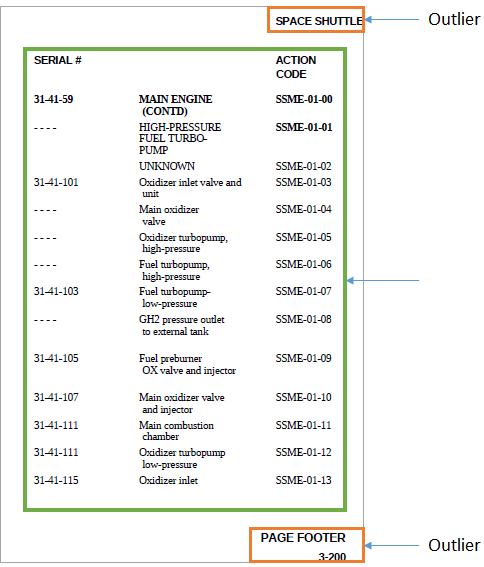 SPACE SHUTTLE
Outlier
SERIAL # ACTION
CODE
31-41-59 MAIN ENGINE SSME-01-00
(CONTD)
- - - - HIGH-PRESSURE SSME-01-01
FUEL TURBO-
PUMP
UNKNOWN SSME-01-02
31-41-101 Oxidizer inlet valve and SSME-01-03
unit
- - - - Main oxidizer SSME-01-04
valve
- - - - Oxidizer turbopump, SSME-01-05
high-pressure
- - - - Fuel turbopump, SSME-01-06
high-pressure
31-41-103 Fuel turbopump- SSME-01-07
low-pressure
- - - - GH2 pressure outlet SSME-01-08
to external tank
31-41-105 Fuel preburner SSME-01-09
OX valve and injector
31-41-107 Main oxidizer valve SSME-01-10
and injector
31-41-111 Main combustion SSME-01-11
chamber
31-41-111 Oxidizer turbopump SSME-01-12
low-pressure
31-41-115 Oxidizer inlet SSME-01-13
PAGE FOOTER
Outlier
3-200